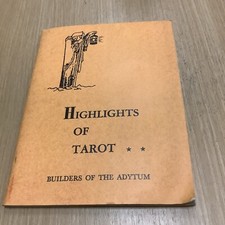 HIGHLIGHTS
OF
TAROT ★ ★
BUILDERS OF THE ADYTUM